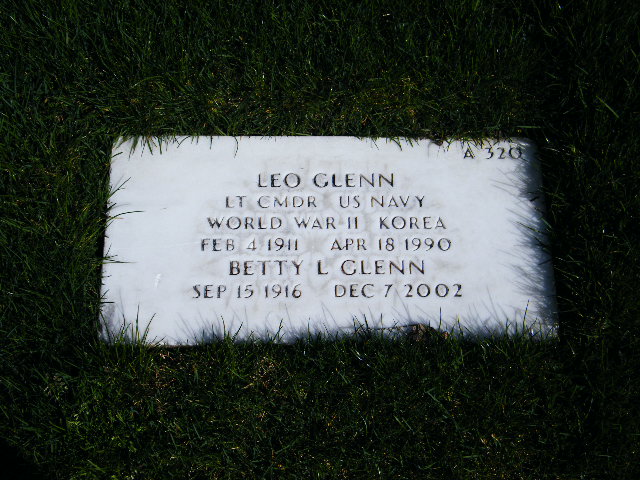 A 320
LEO GLENN
LT CMDR US NAVY
WORLD WAR II KOREA
FEB 4 1911 APR 18 1990
BETTY L GLENN
SEP 15 1916 DEC 7 2002